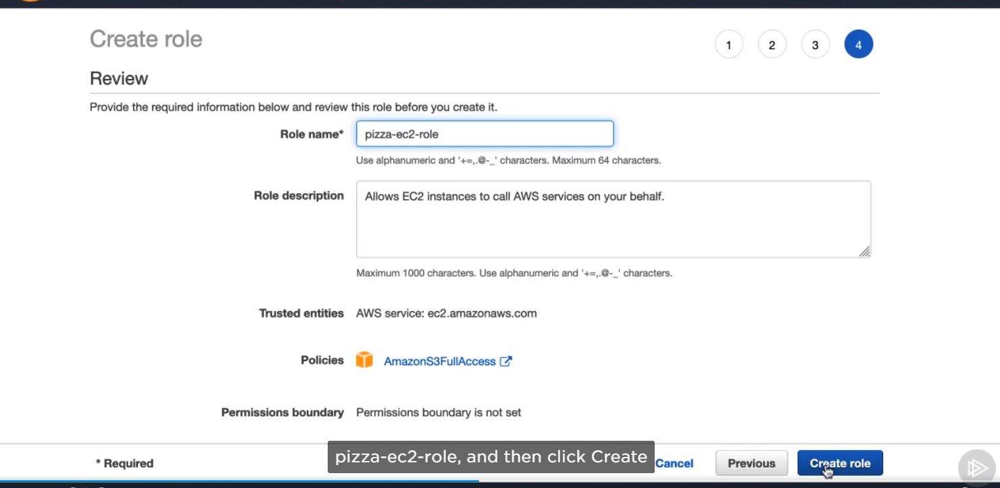 Create role
1 2 3 4
Review
Provide the required information below and review this role before you create it.
Role name* pizza-ec2-role
Use alphanumeric and '+=,.@-_' characters. Maximum 64 characters.
Role description Allows EC2 instances to call AWS services on your behalf.
Maximum 1000 characters. Use alphanumeric and '+=,.@-_' characters.
Trusted entities AWS service: ec2.amazonaws.com
Policies AmazonS3FullAccess
Permissions boundary Permissions boundary is not set
* Required pizza-ec2-role, and then click Create Cancel Previous Create role